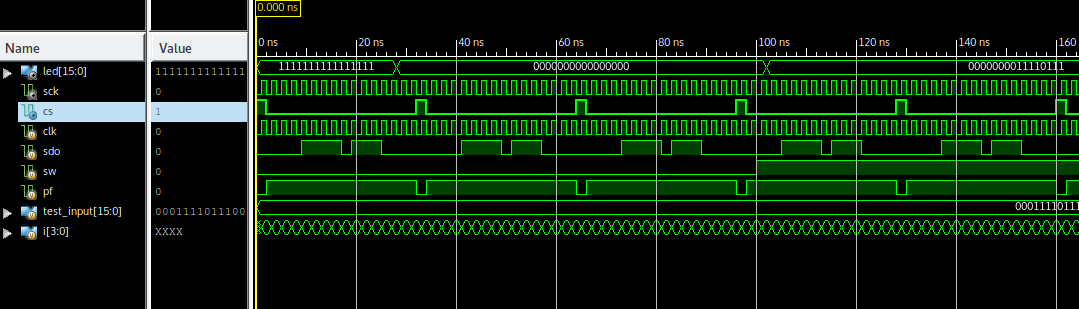 0.000 ns
Name Value
0 ns 20 ns 40 ns 60 ns 80 ns 100 ns 120 ns 140 ns 160
led[15:0] 1111111111111 1111111111111111 0000000000000000 0000000011110111
sck 0
cs 1
clk 0
sdo 0
sw 0
pf 0
test_input[15:0] 0001111011100 000111101111
i[3:0] XXXX